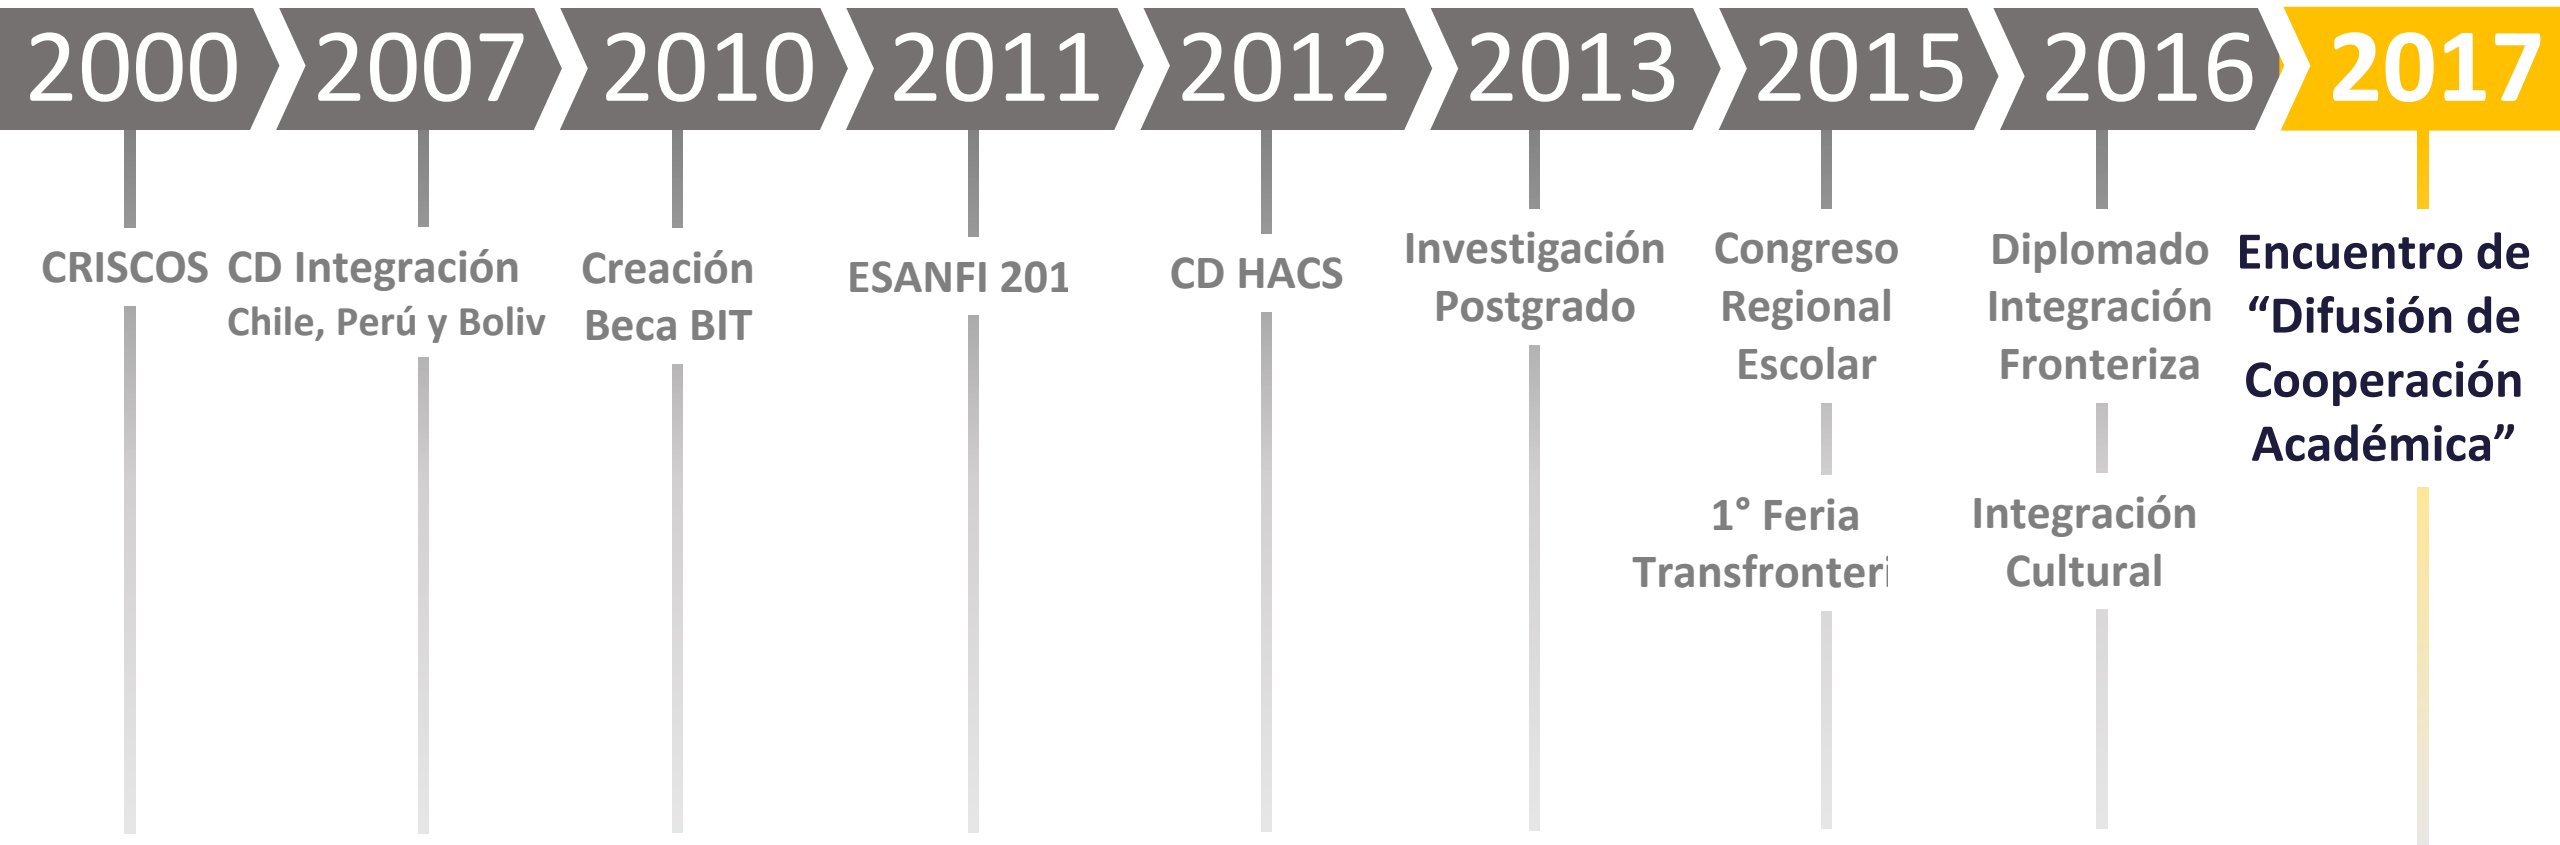 2000 2007 2010 2011 2012 2013 2015 2016 2017
CRISCOS
CD Integración
Chile, Perú y Boliv
Creación
Beca BIT
ESANFI 201
CD HACS
Investigación
Postgrado
Congreso
Regional
Escolar
1° Feria
Transfronteri
Diplomado
Integración
Fronteriza
Integración
Cultural
Encuentro de
“Difusión de
Cooperación
Académica”